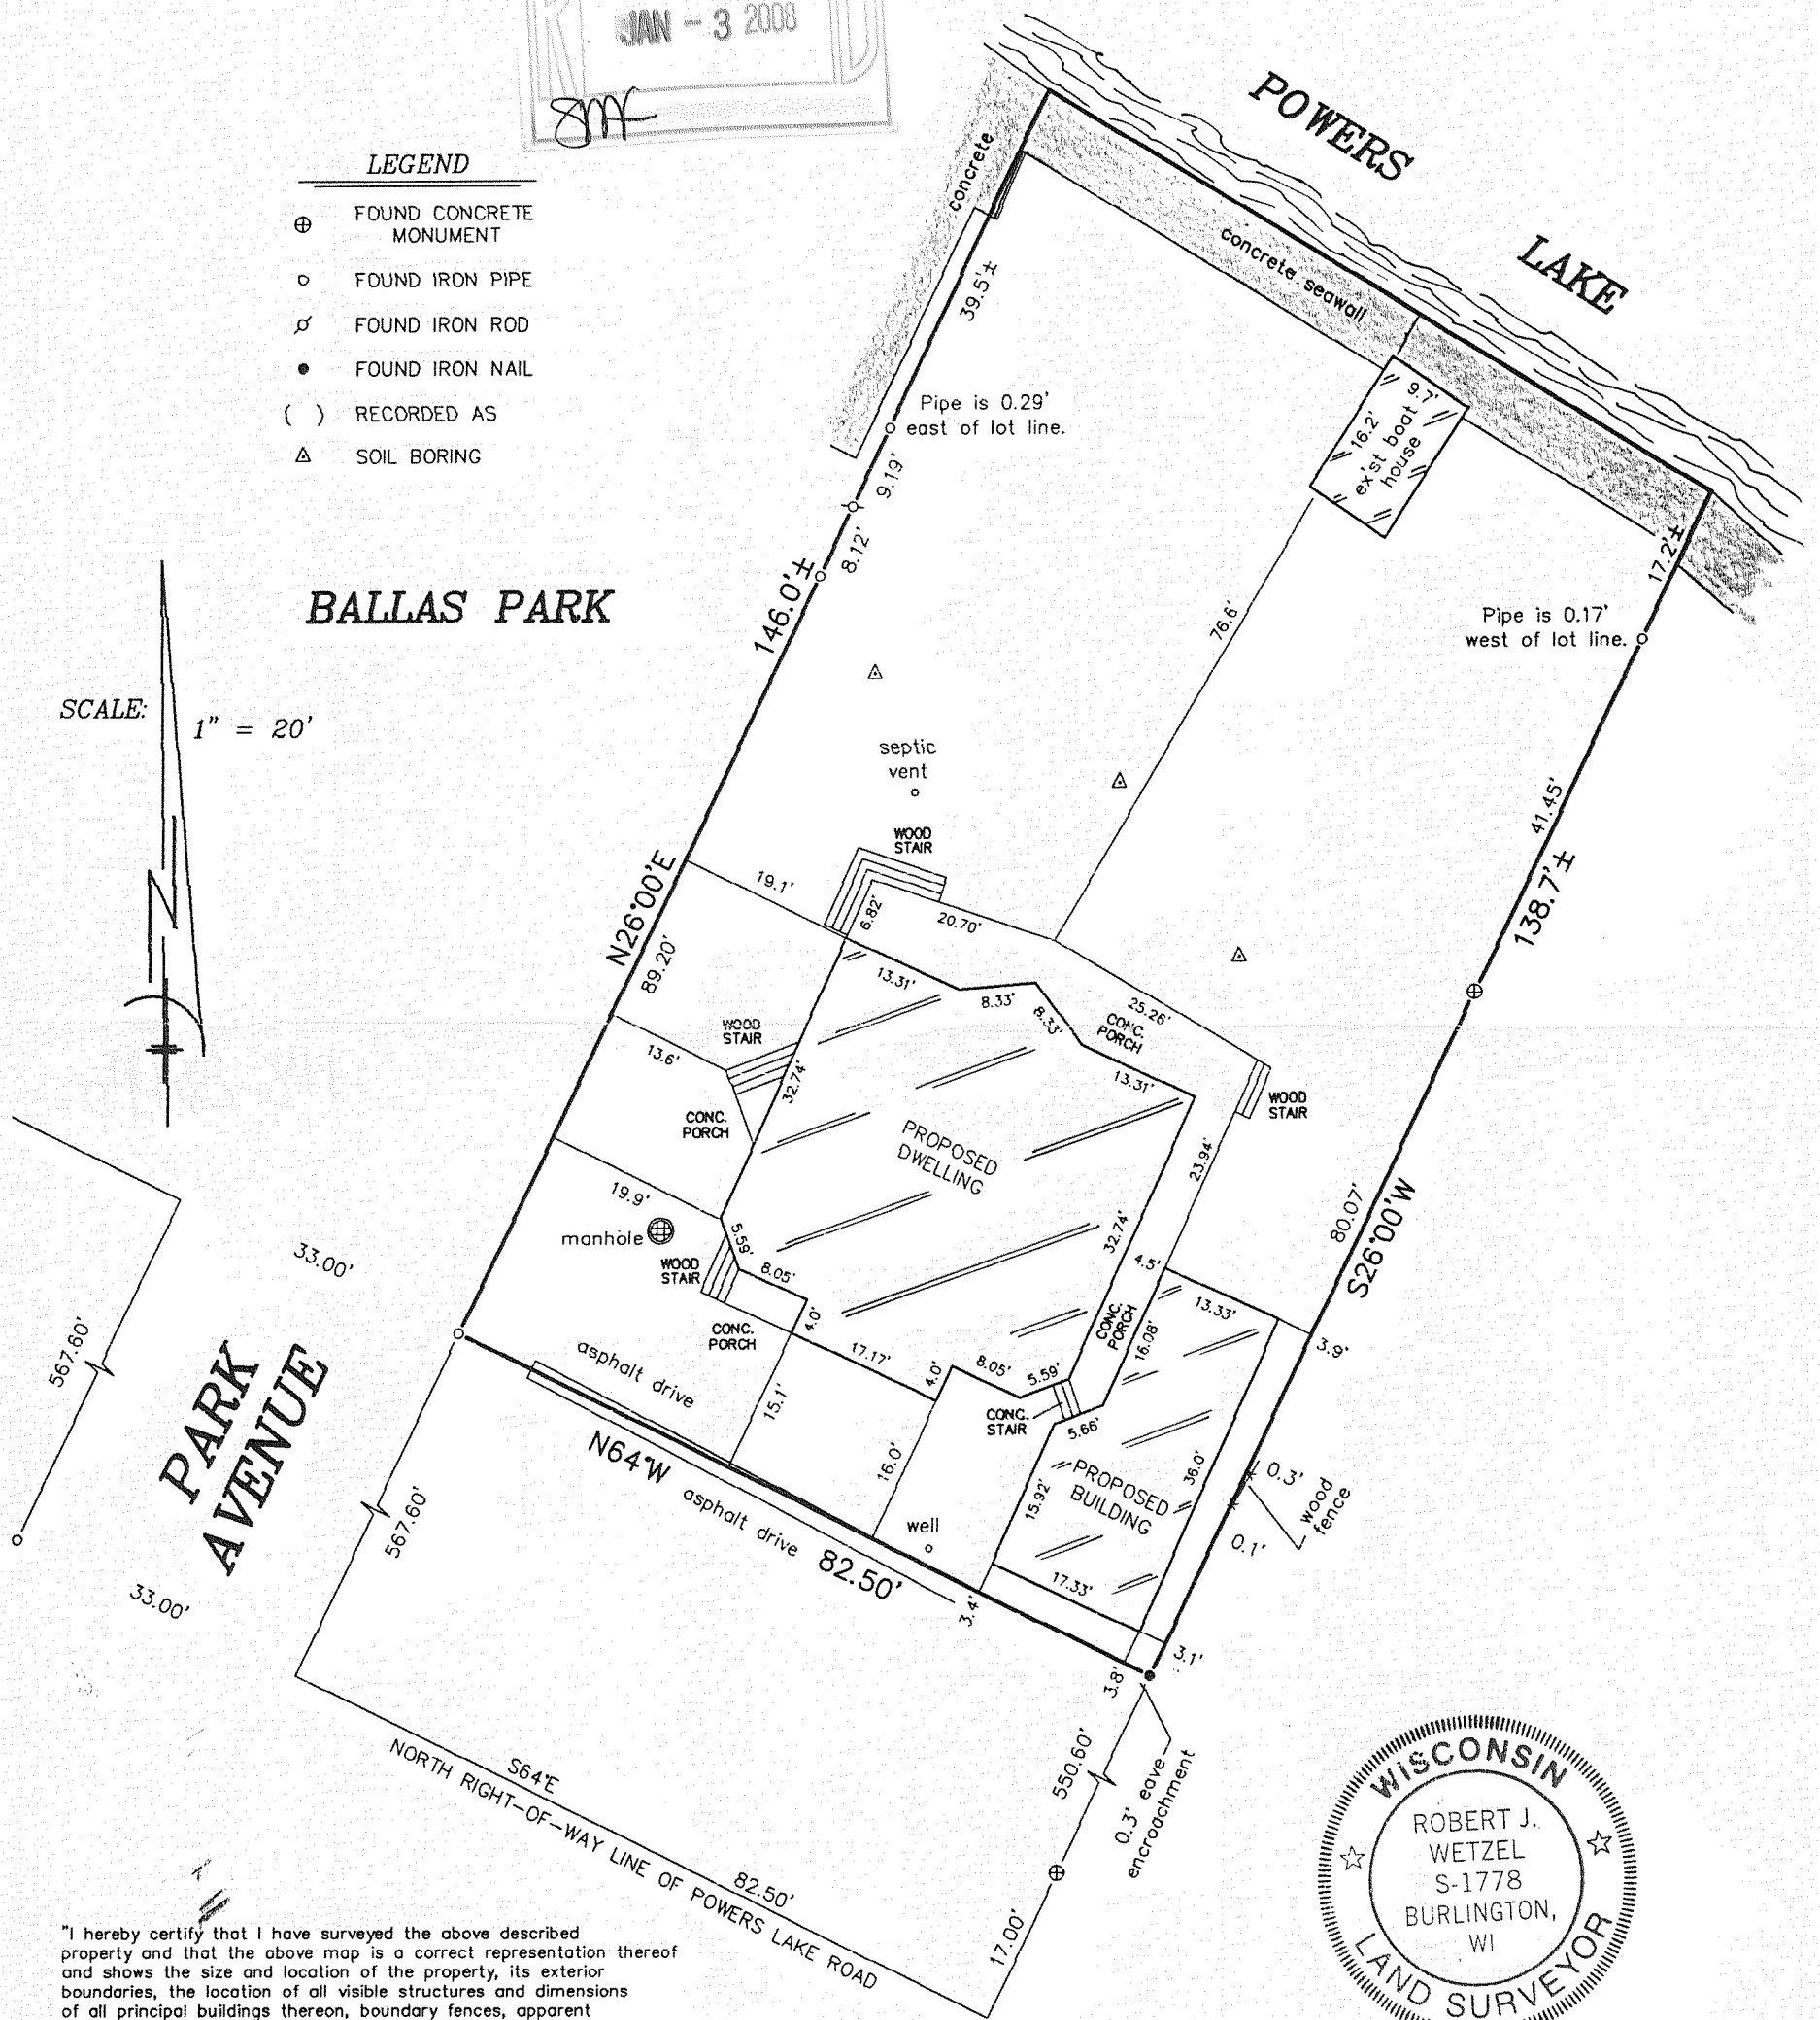 JAN - 3 2008
LEGEND
FOUND CONCRETE
MONUMENT
FOUND IRON PIPE
FOUND IRON ROD
FOUND IRON NAIL
( ) RECORDED AS
SOIL BORING
POWERS
LAKE
concrete
concrete seawall
39.5'±
Pipe is 0.29'
east of lot line.
9.7'
16.2'
ex'st boat
house
9.19'
8.12'
146.0'±
17.2'±
Pipe is 0.17'
west of lot line.
BALLAS PARK
SCALE:
1" = 20'
N
76.6'
septic
vent
WOOD
STAIR
41.45'
138.7'±
19.1'
6.82'
20.70'
N26°00'E
89.20'
13.31'
8.33'
8.33'
25.26'
CONC.
PORCH
WOOD
STAIR
13.6'
32.74'
13.31'
WOOD
STAIR
CONC.
PORCH
PROPOSED
DWELLING
23.94'
19.9'
manhole
5.59'
WOOD
STAIR
8.05'
32.74'
4.5'
80.07'
S26°00'W
33.00'
13.33'
4.0'
CONC.
PORCH
CONC.
PORCH
16.08'
3.9'
567.60'
PARK
AVENUE
asphalt drive
17.17'
4.0'
8.05'
5.59'
15.1'
CONC.
STAIR
5.66'
N64°W
16.0'
36.0'
0.3'
wood
fence
567.60'
asphalt drive
82.50'
15.92'
PROPOSED
BUILDING
well
0.1'
33.00'
17.33'
3.4'
3.1'
3.8'
550.60'
0.3' eave
encroachment
S64°E
82.50'
NORTH RIGHT-OF-WAY LINE OF POWERS LAKE ROAD
17.00'
WISCONSIN
ROBERT J.
WETZEL
S-1778
BURLINGTON,
WI
LAND SURVEYOR
"I hereby certify that I have surveyed the above described
property and that the above map is a correct representation thereof
and shows the size and location of the property, its exterior
boundaries, the location of all visible structures and dimensions
of all principal buildings thereon, boundary fences, apparent